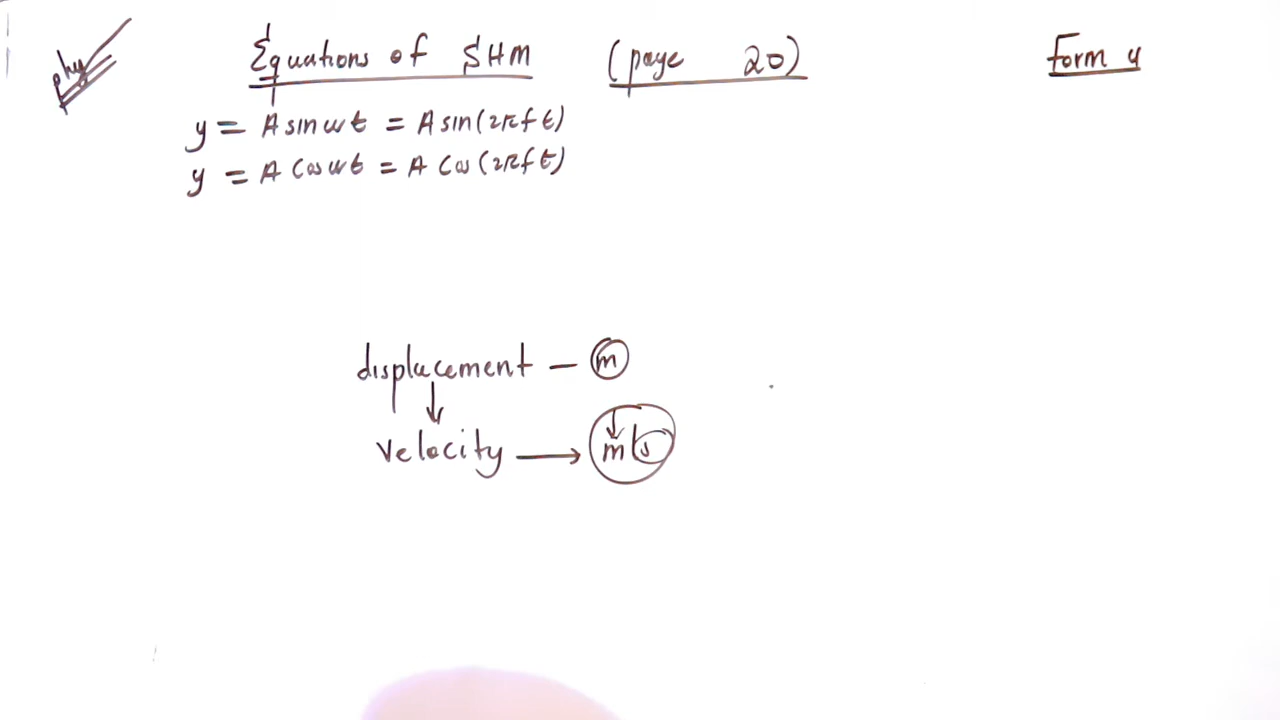 phy
Equations of SHM (page 20) Form 4
y = A sin ωt = A sin(2πft)
y = A Cos ωt = A Cos(2πft)
displacement – m
↓
velocity → m/s